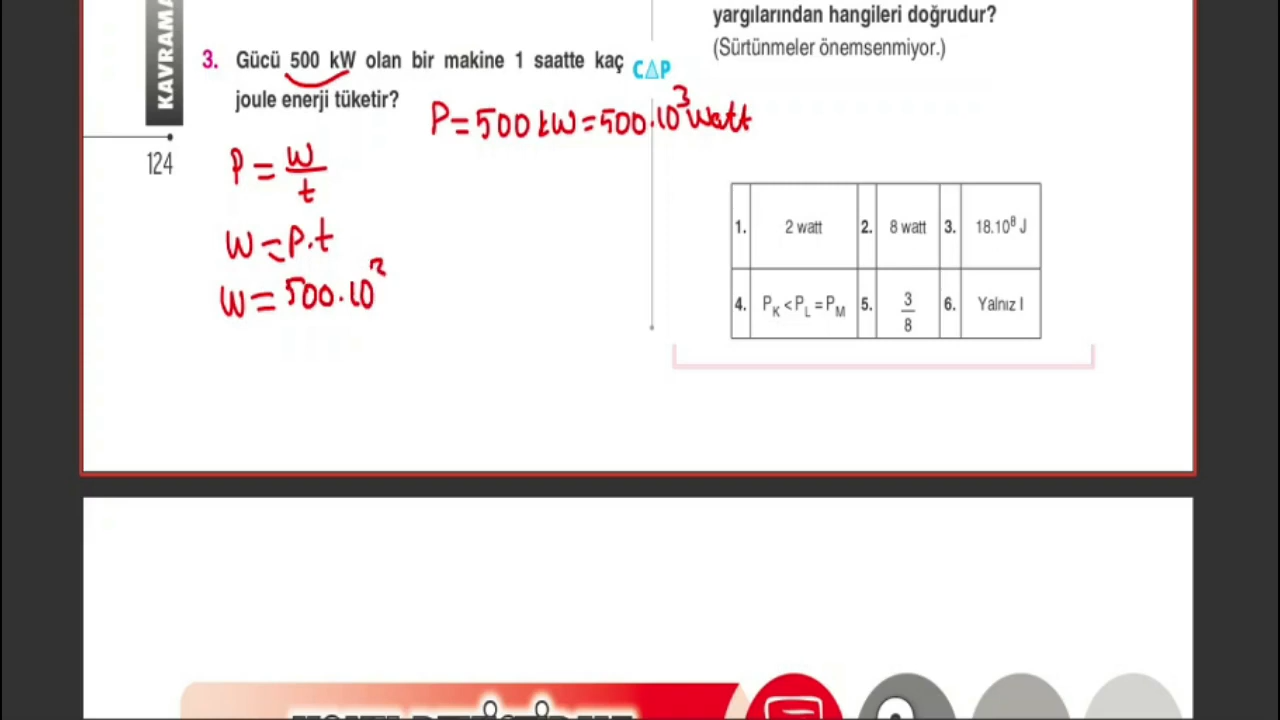 KAVRAMA
124
3. Gücü 500 kW olan bir makine 1 saatte kaç
joule enerji tüketir?
CAP
P = 500 kW = 500.10³ watt
P = W/t
W = P.t
W = 500.10³
yargılarından hangileri doğrudur?
(Sürtünmeler önemsenmiyor.)
1. 2 watt 2. 8 watt 3. 18.10⁸ J
4. P_K < P_L = P_M 5. 3/8 6. Yalnız I